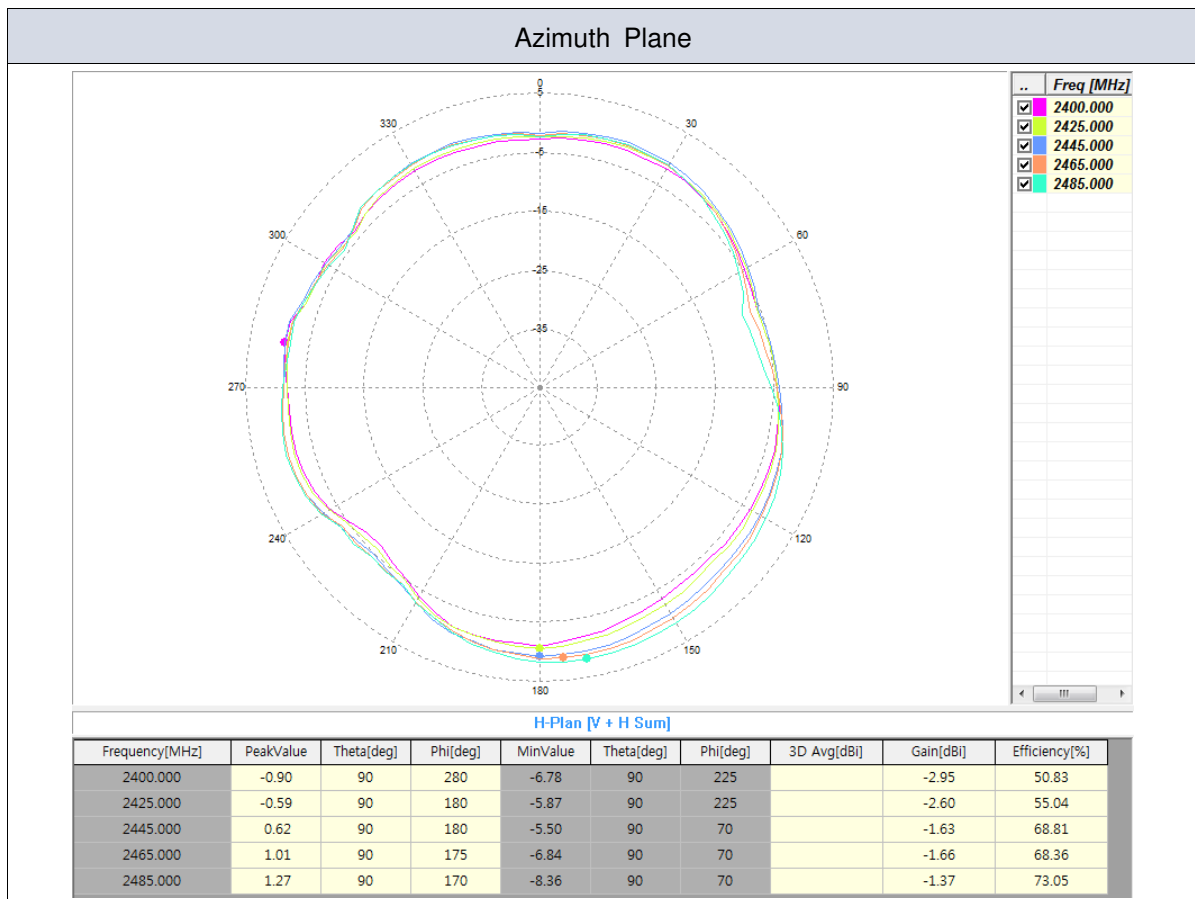 Azimuth Plane
0
5
-5
-15
-25
-35
330
30
300
60
270
90
240
120
210
150
180
.. Freq [MHz]
2400.000
2425.000
2445.000
2465.000
2485.000
H-Plan [V + H Sum]
Frequency[MHz] PeakValue Theta[deg] Phi[deg] MinValue Theta[deg] Phi[deg] 3D Avg[dBi] Gain[dBi] Efficiency[%]
2400.000 -0.90 90 280 -6.78 90 225 -2.95 50.83
2425.000 -0.59 90 180 -5.87 90 225 -2.60 55.04
2445.000 0.62 90 180 -5.50 90 70 -1.63 68.81
2465.000 1.01 90 175 -6.84 90 70 -1.66 68.36
2485.000 1.27 90 170 -8.36 90 70 -1.37 73.05